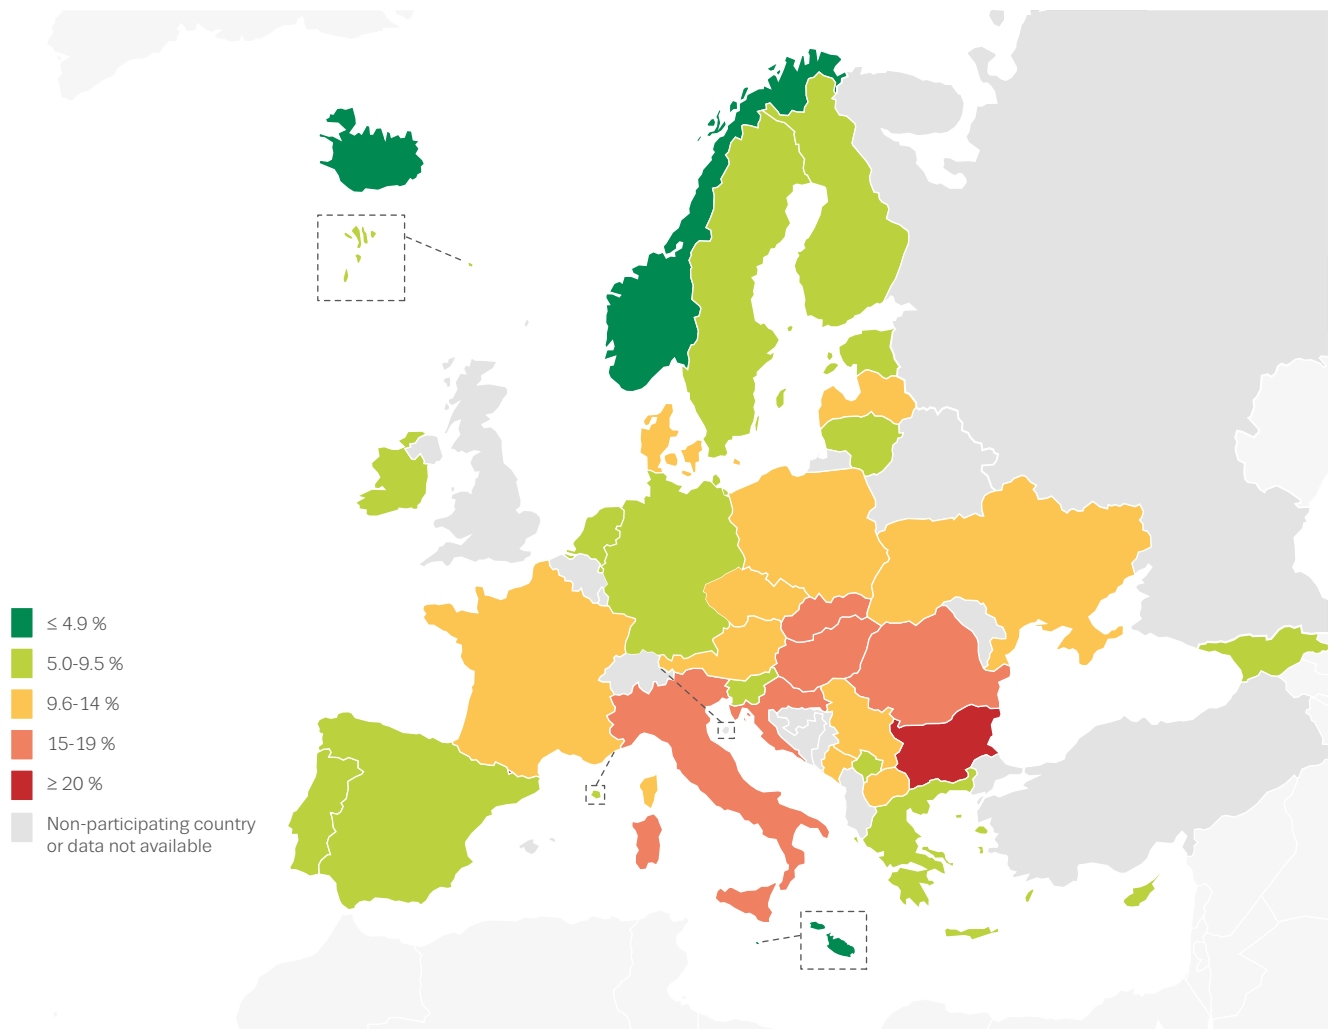 ≤ 4.9 %
5.0-9.5 %
9.6-14 %
15-19 %
≥ 20 %
Non-participating country
or data not available